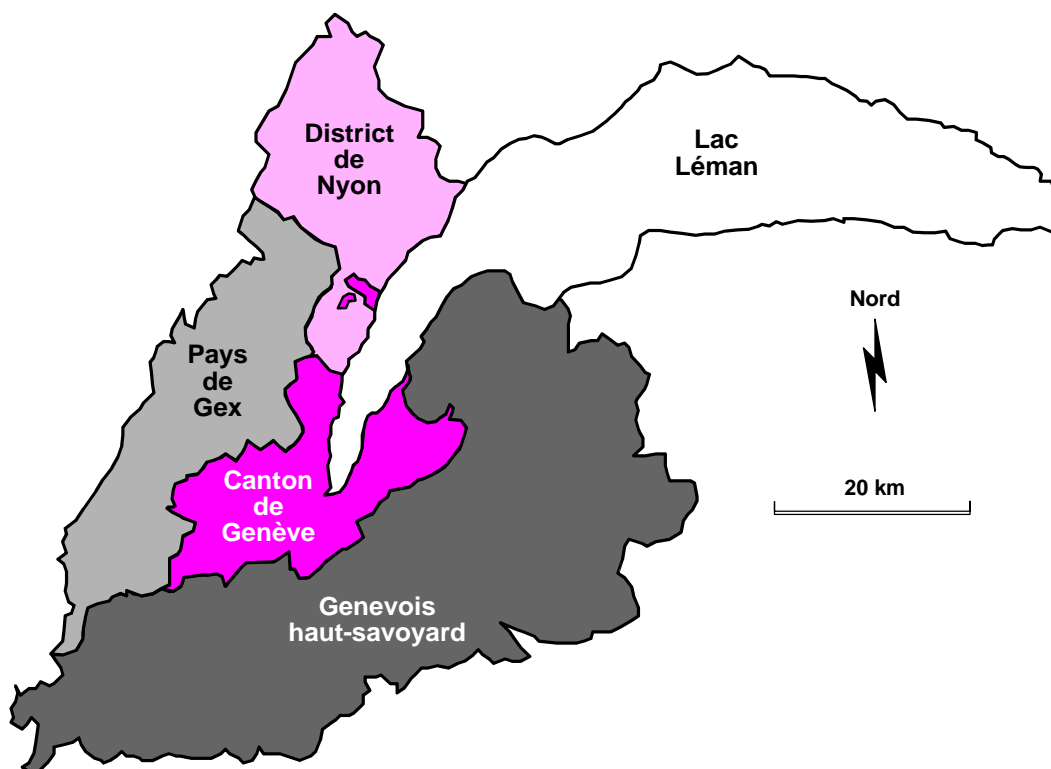 District
de
Nyon
Lac
Léman
Nord
Pays
de
Gex
Canton
de
Genève
20 km
Genevois
haut-savoyard